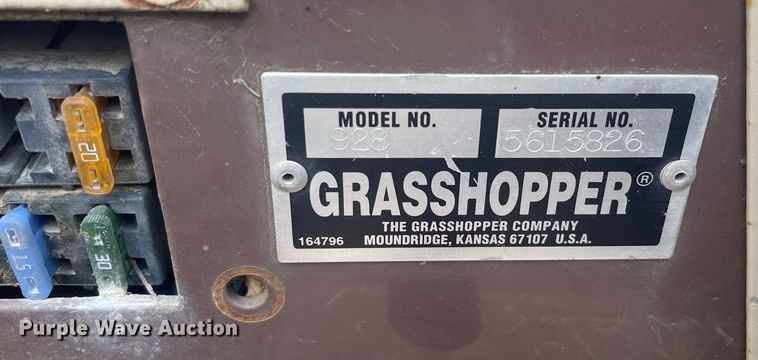 MODEL NO. SERIAL NO.
928 5615826
GRASSHOPPER®
THE GRASSHOPPER COMPANY
164796 MOUNDRIDGE, KANSAS 67107 U.S.A.
20
15
30
Purple Wave Auction